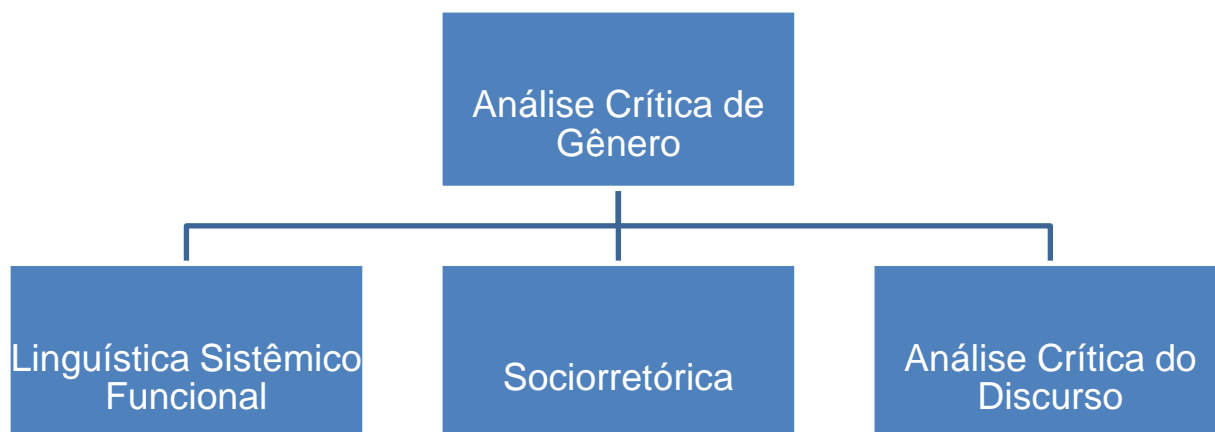 Análise Crítica de
Gênero
Linguística Sistêmico
Funcional
Sociorretórica
Análise Crítica do
Discurso